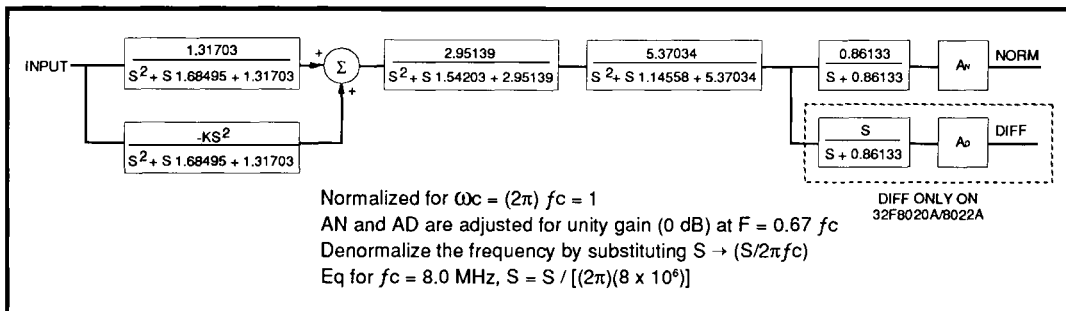 INPUT
1.31703
S² + S 1.68495 + 1.31703
-KS²
S² + S 1.68495 + 1.31703
+
Σ
+
2.95139
S² + S 1.54203 + 2.95139
5.37034
S² + S 1.14558 + 5.37034
0.86133
S + 0.86133
AN
NORM
S
S + 0.86133
AD
DIFF
DIFF ONLY ON
32F8020A/8022A
Normalized for ωc = (2π) fc = 1
AN and AD are adjusted for unity gain (0 dB) at F = 0.67 fc
Denormalize the frequency by substituting S → (S/2πfc)
Eq for fc = 8.0 MHz, S = S / [(2π)(8 x 10⁶)]